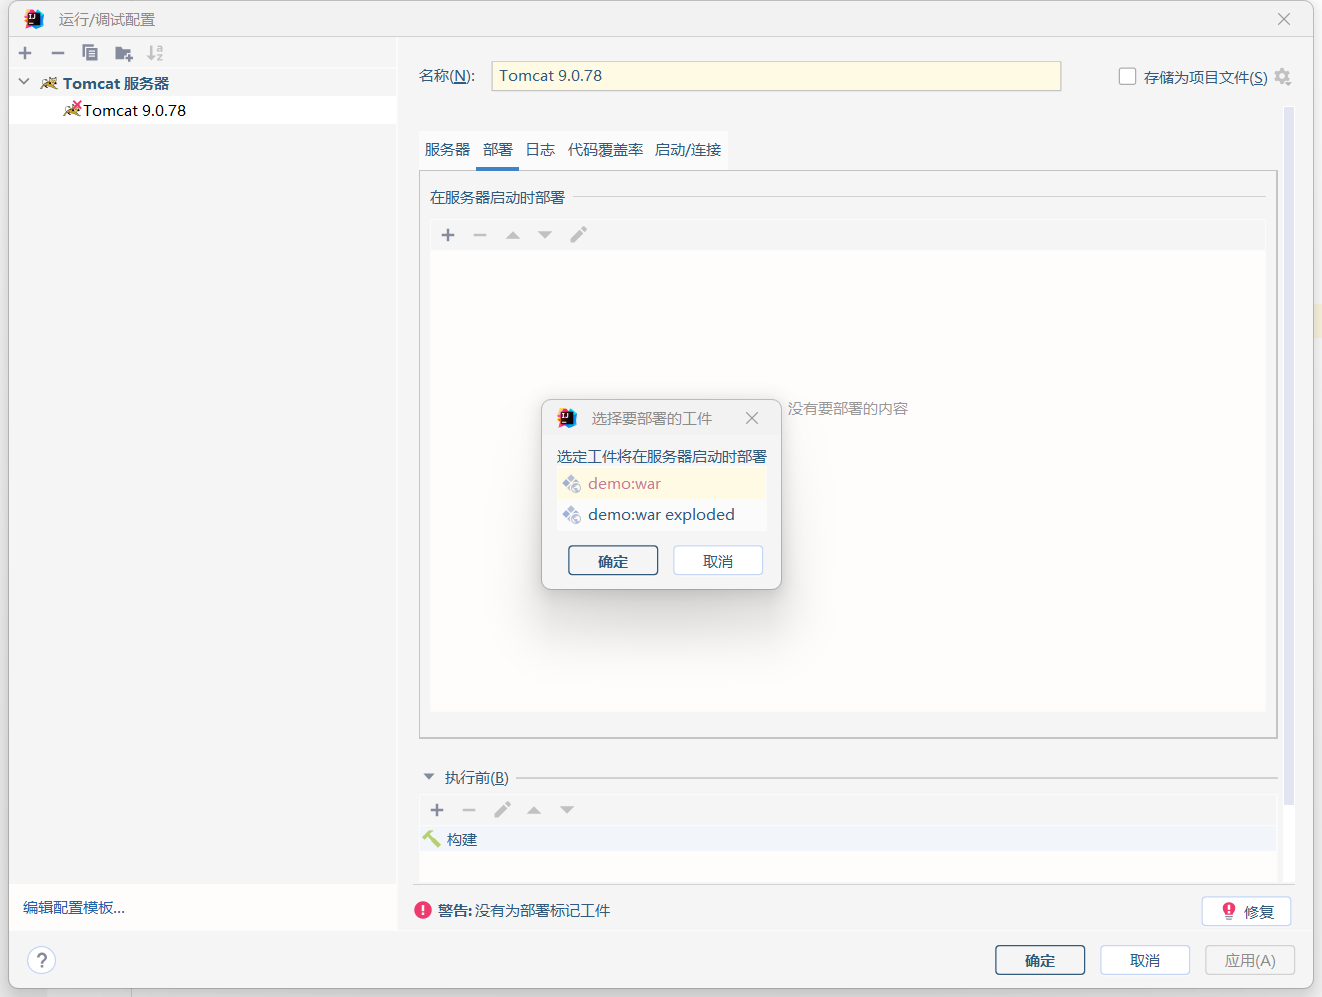 运行/调试配置
Tomcat 服务器
Tomcat 9.0.78
名称(N):
Tomcat 9.0.78
存储为项目文件(S)
服务器 部署 日志 代码覆盖率 启动/连接
在服务器启动时部署
没有要部署的内容
选择要部署的工件
选定工件将在服务器启动时部署
demo:war
demo:war exploded
确定 取消
执行前(B)
构建
编辑配置模板...
警告: 没有为部署标记工件
修复
?
确定 取消 应用(A)